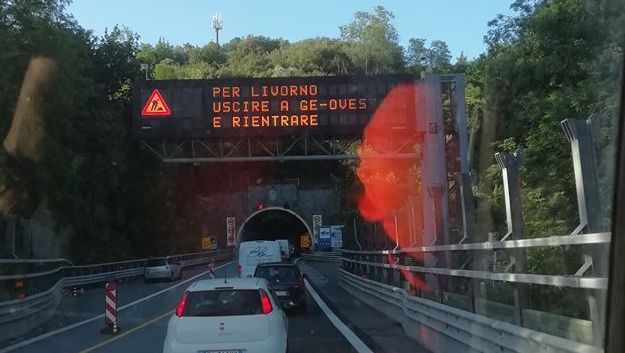 PER LIVORNO
USCIRE A GE-OVES
E RIENTRARE